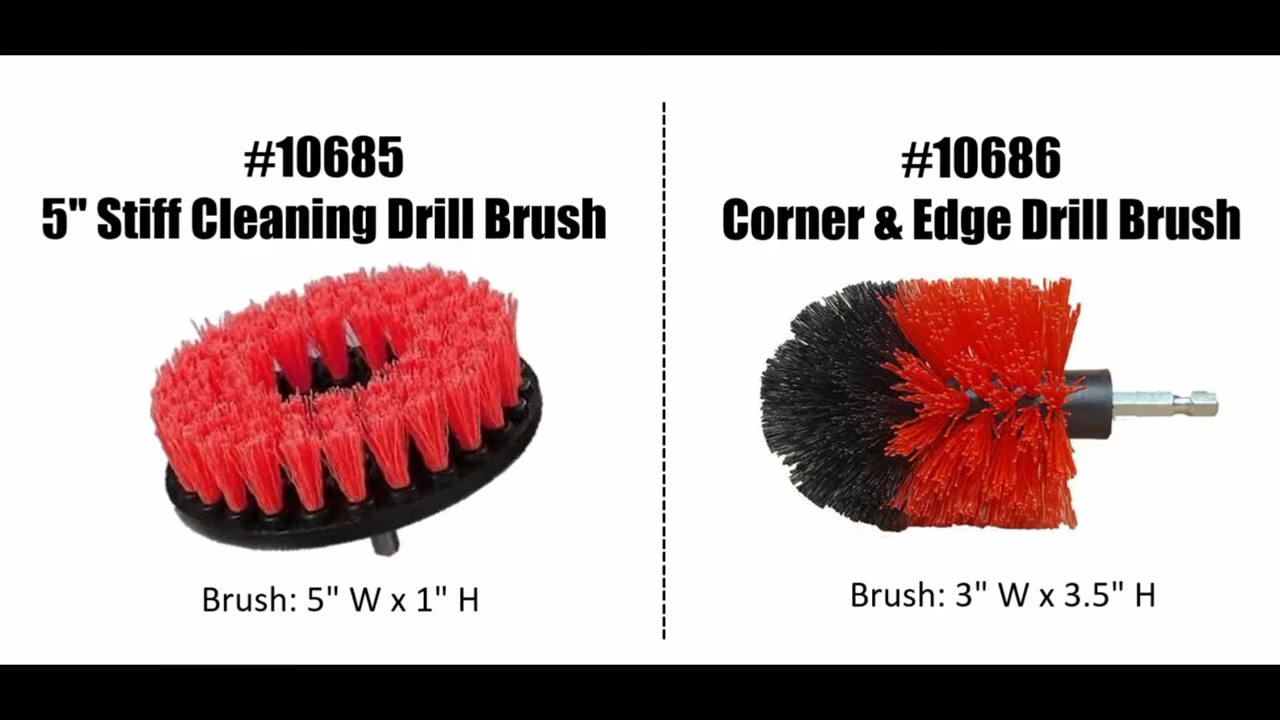 #10685
5" Stiff Cleaning Drill Brush
Brush: 5" W x 1" H
#10686
Corner & Edge Drill Brush
Brush: 3" W x 3.5" H